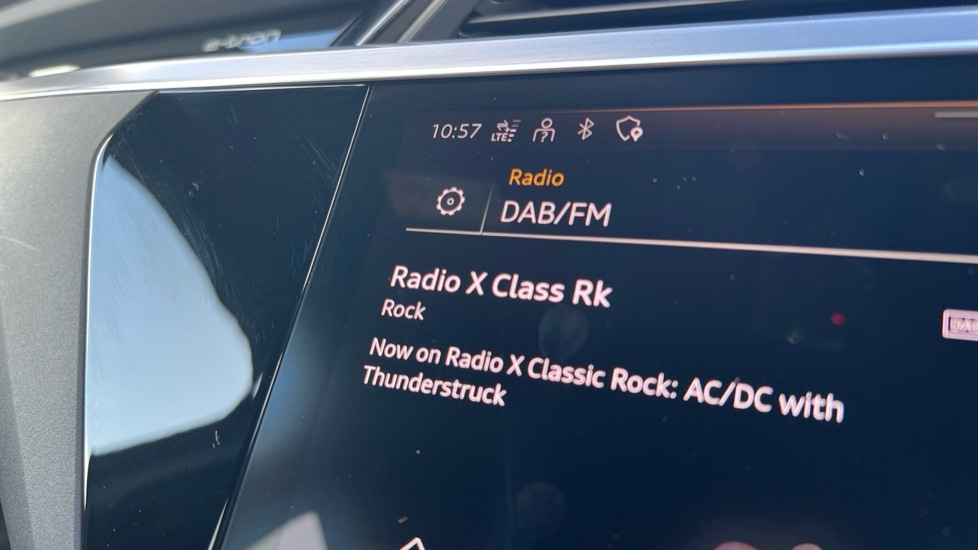 e-tron
10:57 LTE
Radio
DAB/FM
Radio X Class Rk
Rock
Now on Radio X Classic Rock: AC/DC with
Thunderstruck